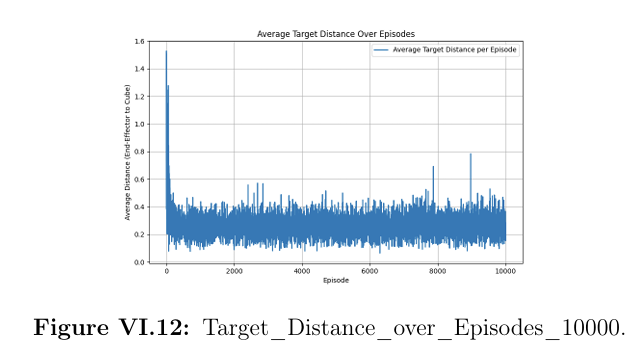 Average Target Distance Over Episodes
Average Target Distance per Episode
Average Distance (End-Effector to Cube)
1.6
1.4
1.2
1.0
0.8
0.6
0.4
0.2
0.0
0 2000 4000 6000 8000 10000
Episode
Figure VI.12: Target_Distance_over_Episodes_10000.